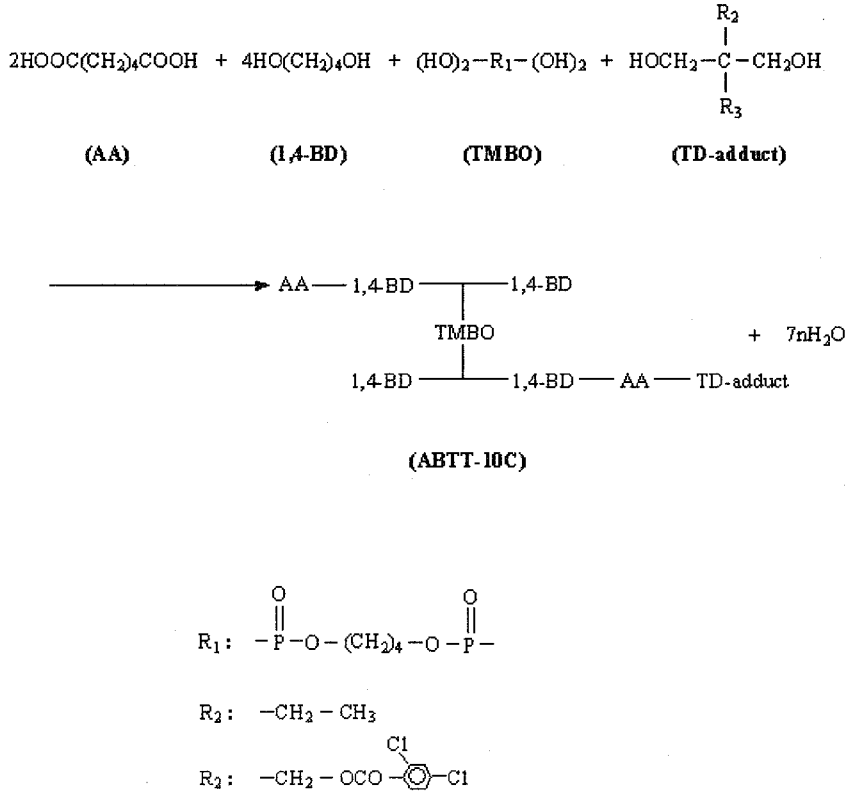 2HOOC(CH₂)₄COOH + 4HO(CH₂)₄OH + (HO)₂−R₁−(OH)₂ + HOCH₂−C−CH₂OH
R₂
R₃
(AA) (1,4-BD) (TMBO) (TD-adduct)
AA 1,4-BD 1,4-BD
TMBO + 7nH₂O
1,4-BD 1,4-BD AA TD-adduct
(ABTT-10C)
O O
R₁: −P−O−(CH₂)₄−O−P−
R₂: −CH₂−CH₃
Cl
R₂: −CH₂−OCO−Cl